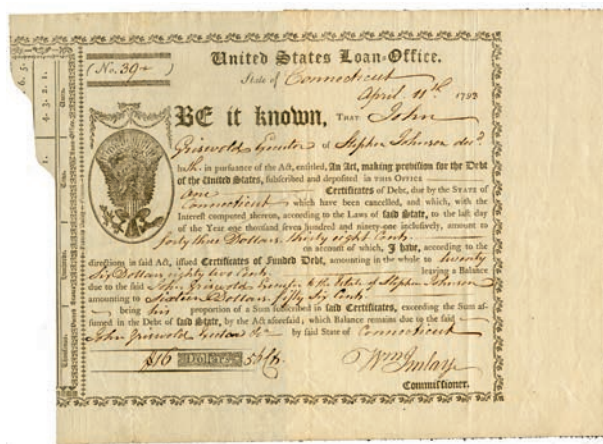 (No. 394)
United States Loan-Office.
State of Connecticut
April 11th 1793
BE it known, THAT John
Griswold Executor of Stephen Johnson decd.
hath in pursuance of the Act, entitled, An Act, making provision for the Debt
of the United States, subscribed and deposited in THIS OFFICE
one Certificates of Debt, due by the STATE of
Connecticut which have been cancelled, and which, with the
Interest computed thereon, according to the Laws of said State, to the last day
of the Year one thousand seven hundred and ninety-one inclusively, amount to
forty three Dollars. thirty eight Cents.
on account of which, I have, according to the
directions in said Act, issued Certificates of Funded Debt, amounting in the whole to twenty
Six Dollars eighty two Cents. leaving a Balance
due to the said John Griswold Executor to the Estate of Stephen Johnson
amounting to Sixteen Dollars. fifty Six Cents.
being his proportion of a Sum subscribed in said Certificates, exceeding the Sum as-
sumed in the Debt of said State, by the Act aforesaid, which Balance remains due to the said
John Griswold Executor &c by said State of Connecticut
$16 Dollars 56 Cts.
Wm Imlay
Commissioner.